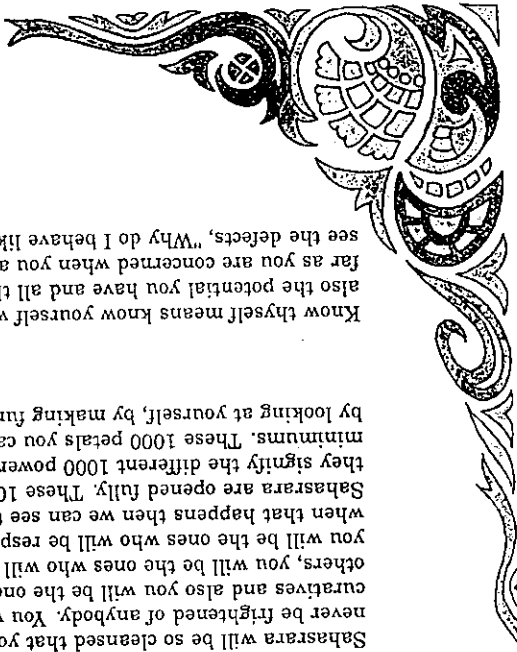 Sahasrara will be so cleansed that yo
never be frightened of anybody. You w
curatives and also you will be the one
others, you will be the ones who will
you will be the ones who will be resp
when that happens then we can see t
Sahasrara are opened fully. These 10
they signify the different 1000 power
minimums. These 1000 petals you ca
by looking at yourself, by making fun
Know thyself means know yourself w
also the potential you have and all th
far as you are concerned when you a
see the defects, "Why do I behave lik